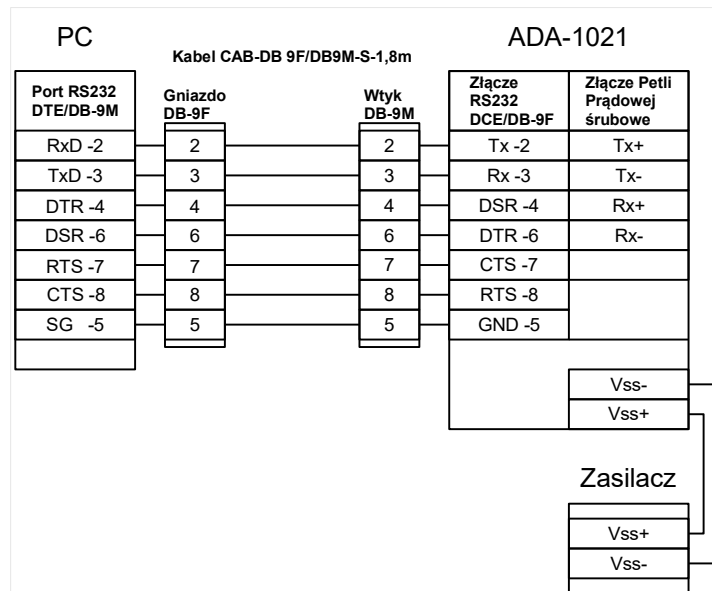 PC
Kabel CAB-DB 9F/DB9M-S-1,8m
ADA-1021
Port RS232
DTE/DB-9M
Gniazdo
DB-9F
Wtyk
DB-9M
Złącze
RS232
DCE/DB-9F
Złącze Petli
Prądowej
śrubowe
RxD -2 2 2 Tx -2 Tx+
TxD -3 3 3 Rx -3 Tx-
DTR -4 4 4 DSR -4 Rx+
DSR -6 6 6 DTR -6 Rx-
RTS -7 7 7 CTS -7
CTS -8 8 8 RTS -8
SG -5 5 5 GND -5
Vss-
Vss+
Zasilacz
Vss+
Vss-